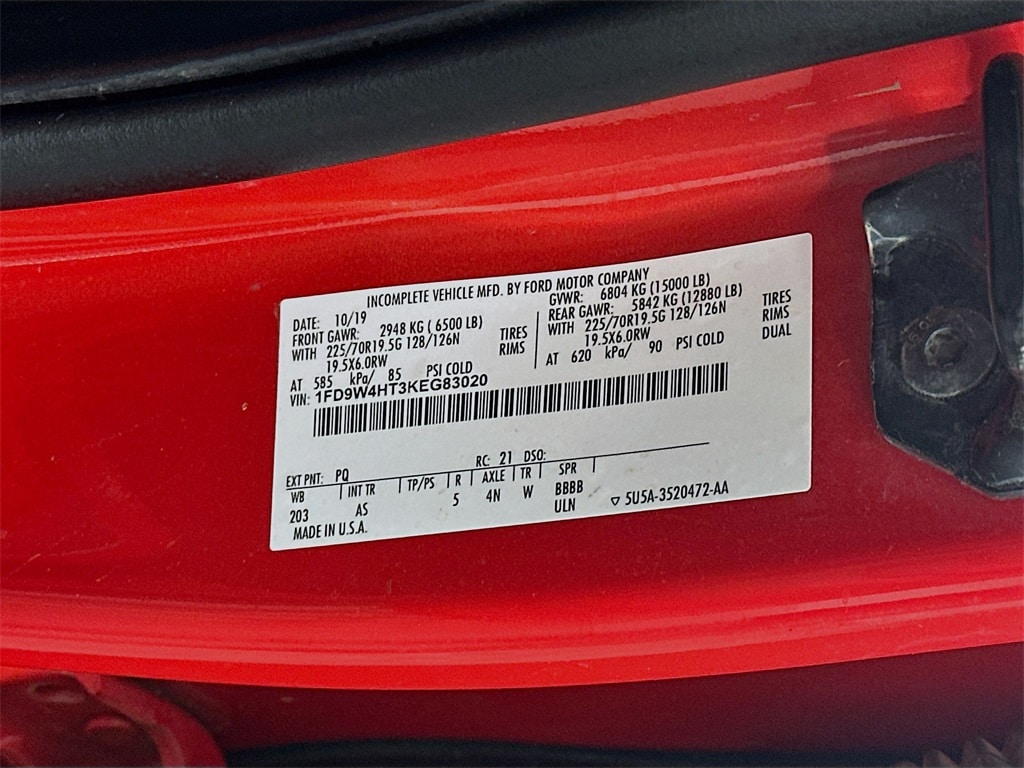 INCOMPLETE VEHICLE MFD. BY FORD MOTOR COMPANY
DATE: 10/19
FRONT GAWR: 2948 KG ( 6500 LB)
WITH 225/70R19.5G 128/126N TIRES
19.5X6.0RW RIMS
AT 585 kPa/ 85 PSI COLD
GVWR: 6804 KG (15000 LB)
REAR GAWR: 5842 KG (12880 LB)
WITH 225/70R19.5G 128/126N TIRES
19.5X6.0RW RIMS
AT 620 kPa/ 90 PSI COLD DUAL
VIN: 1FD9W4HT3KEG83020
EXT PNT: PQ RC: 21 DSO:
WB INT TR TP/PS R AXLE TR SPR
203 AS 5 4N W BBBB
ULN
MADE IN U.S.A. ▽ 5U5A-3520472-AA